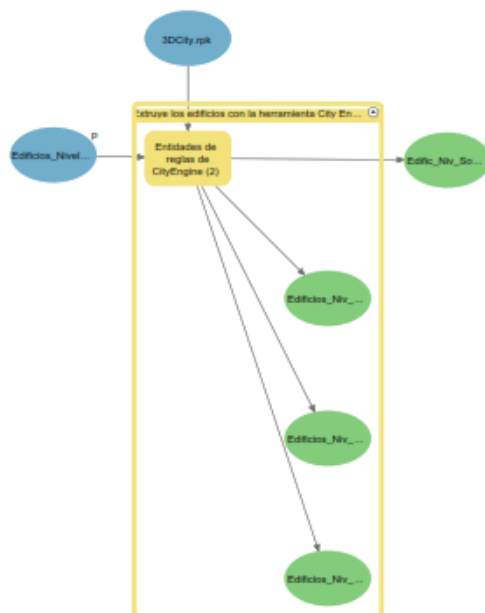 3DCity.rpk
:struye los edificios con la herramienta City En...
P
Edificios_Nivel...
Entidades de
reglas de
CityEngine (2)
Edific_Niv_So...
Edificios_Niv_...
Edificios_Niv_...
Edificios_Niv_...